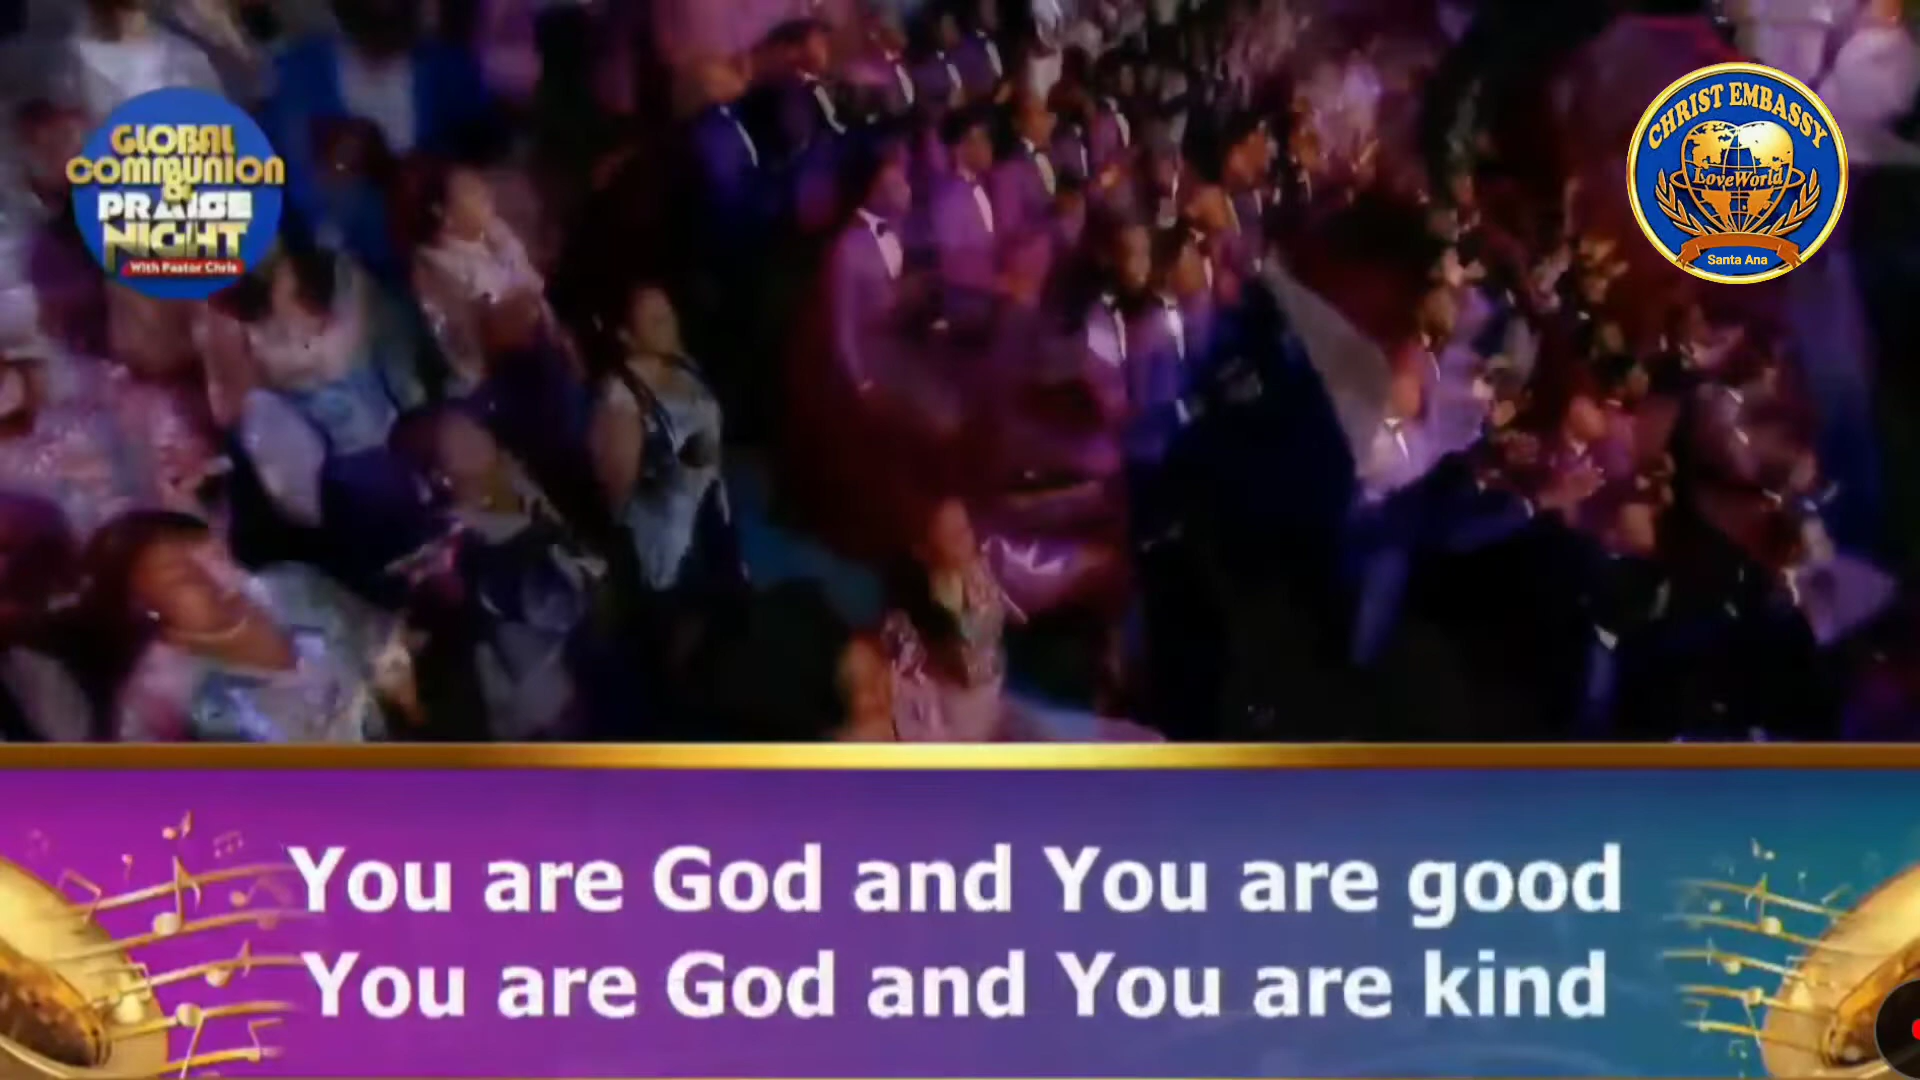 GLOBAL
COMMUNION
&
PRAISE
NIGHT
With Pastor Chris
CHRIST EMBASSY
LoveWorld
Santa Ana
You are God and You are good
You are God and You are kind